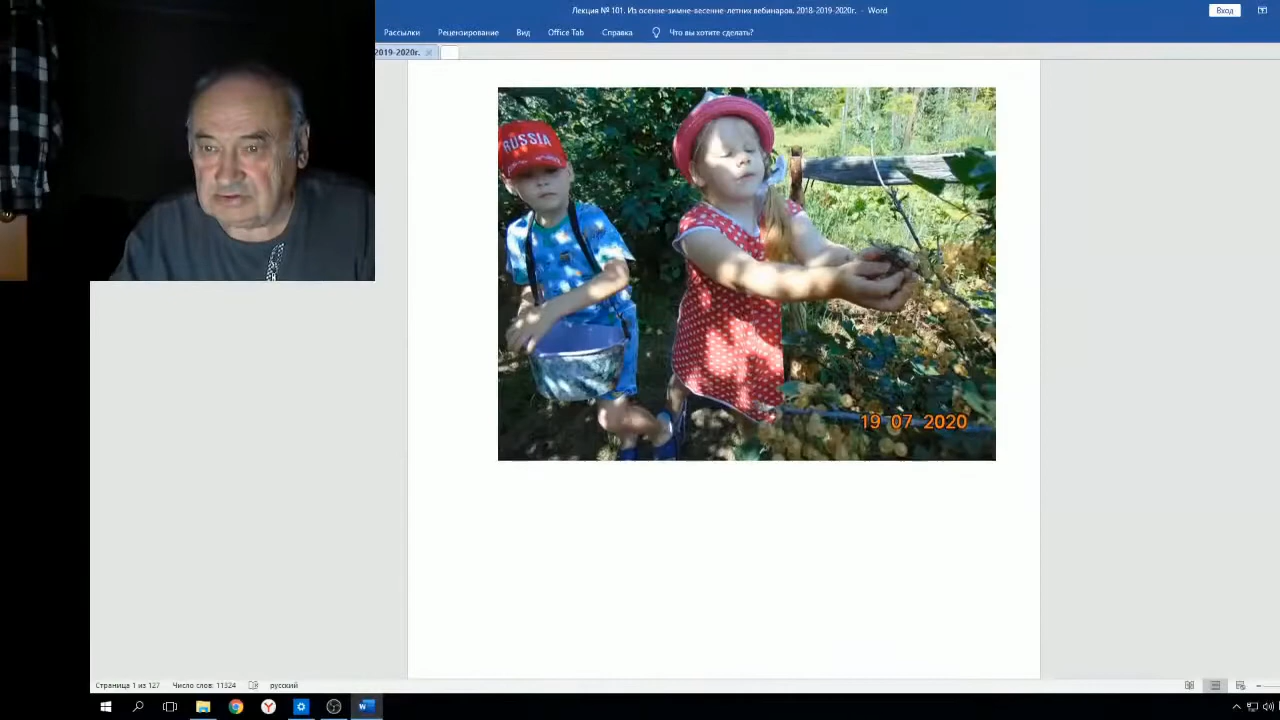 Лекция № 101. Из осенне-зимне-весенне-летних вебинаров. 2018-2019-2020г. - Word
Вход
Рассылки Рецензирование Вид Office Tab Справка Что вы хотите сделать?
2019-2020г.
RUSSIA
19 07 2020
Страница 1 из 127 Число слов: 11324 русский